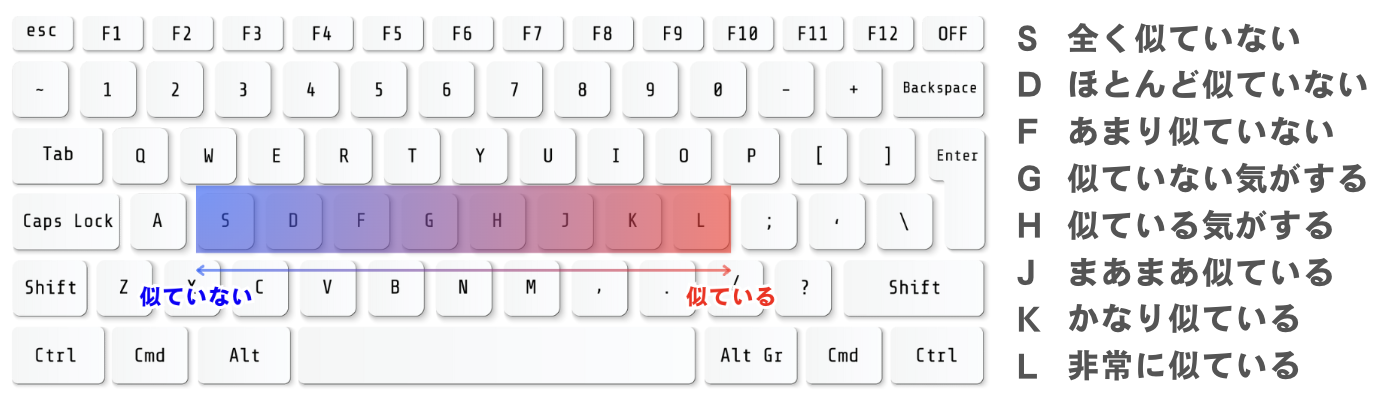 esc F1 F2 F3 F4 F5 F6 F7 F8 F9 F10 F11 F12 OFF
~ 1 2 3 4 5 6 7 8 9 0 - + Backspace
Tab Q W E R T Y U I O P [ ] Enter
Caps Lock A S D F G H J K L ; ‘ \
Shift Z X C V B N M , . / ? Shift
似ていない 似ている
Ctrl Cmd Alt Alt Gr Cmd Ctrl
S 全く似ていない
D ほとんど似ていない
F あまり似ていない
G 似ていない気がする
H 似ている気がする
J まあまあ似ている
K かなり似ている
L 非常に似ている